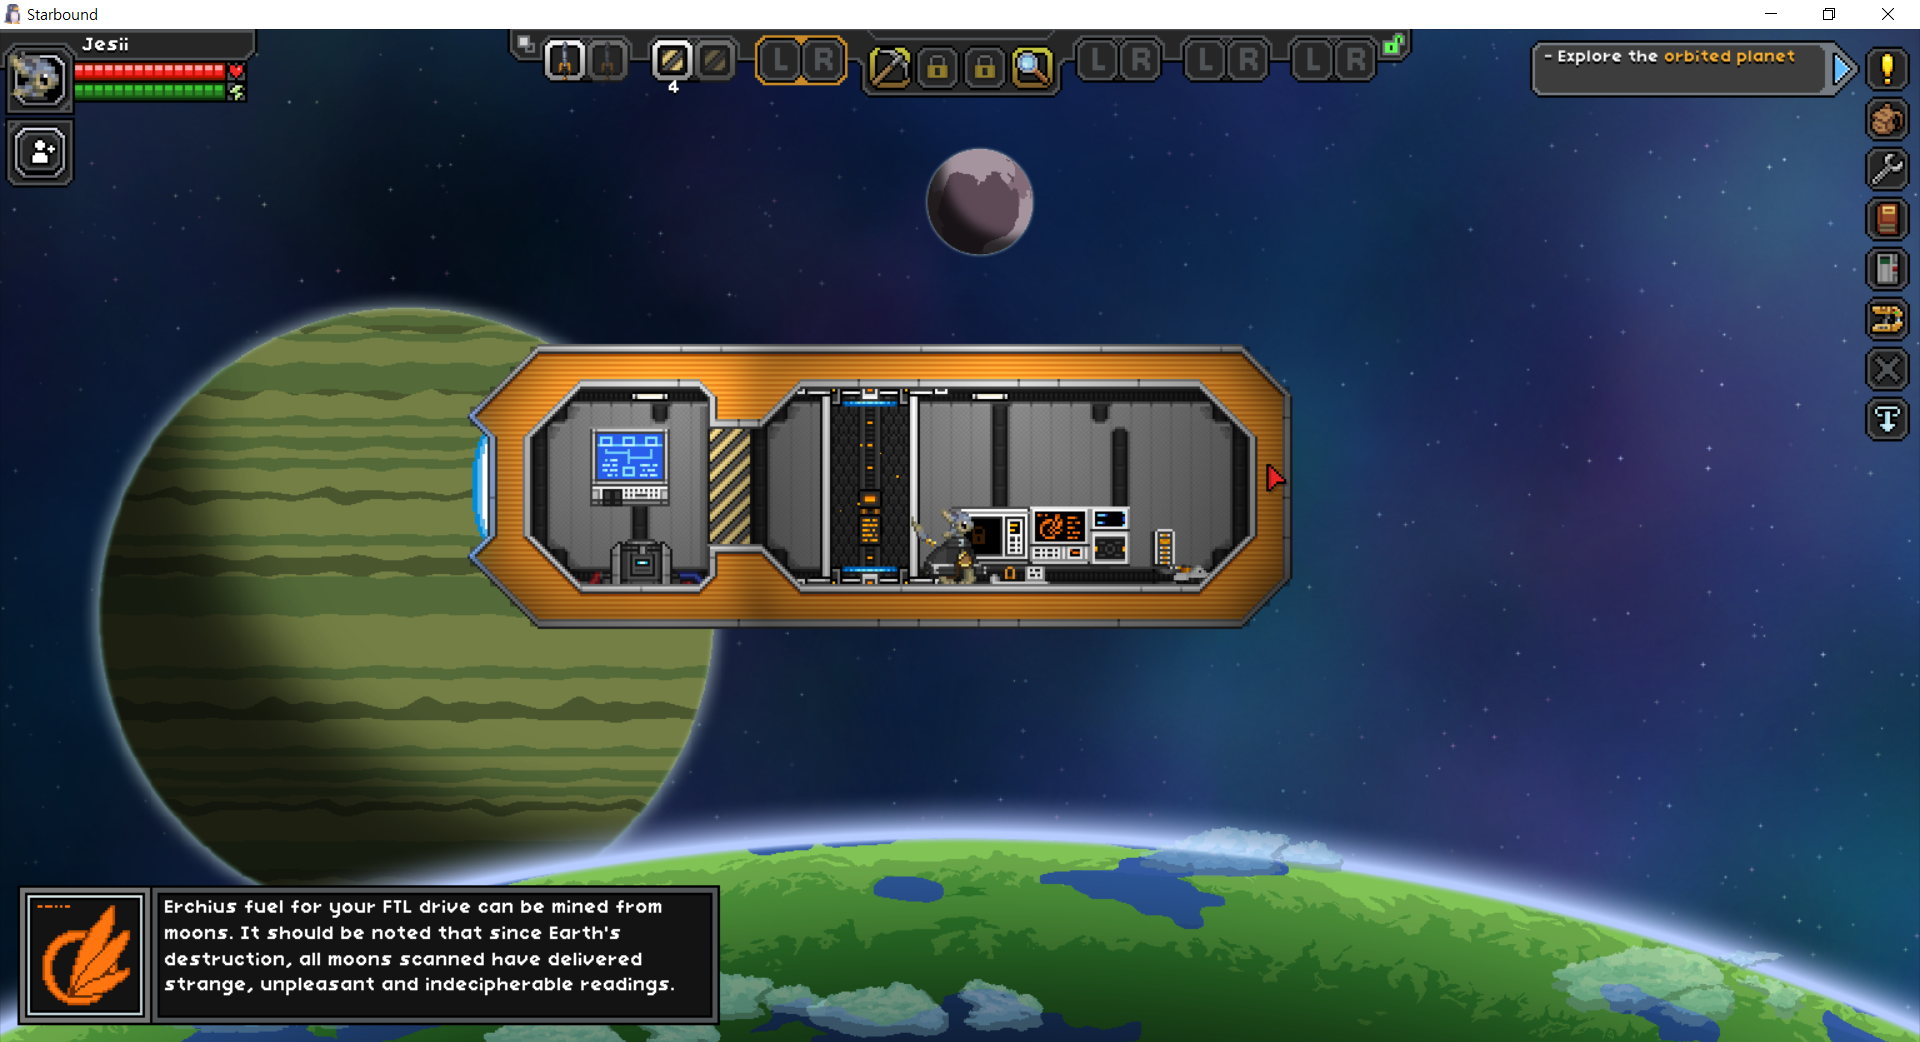 Starbound
Jesii
4
L R
L R
L R
L R
- Explore the orbited planet
Erchius fuel for your FTL drive can be mined from
moons. It should be noted that since Earth's
destruction, all moons scanned have delivered
strange, unpleasant and indecipherable readings.